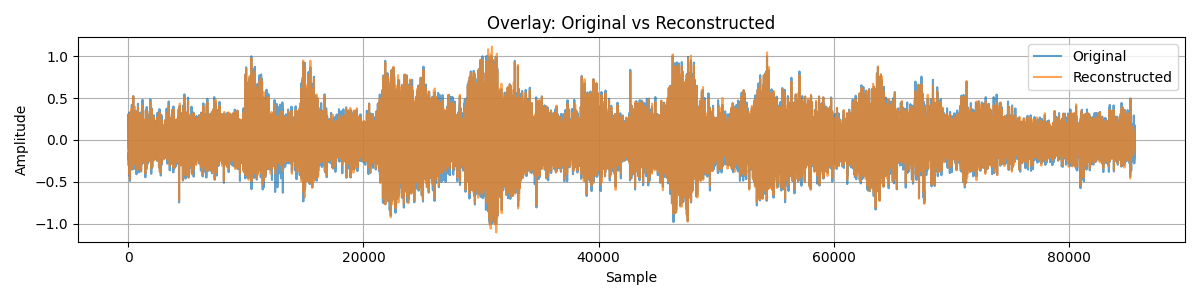 Overlay: Original vs Reconstructed
Original
Reconstructed
Amplitude
1.0
0.5
0.0
−0.5
−1.0
0
20000
40000
60000
80000
Sample